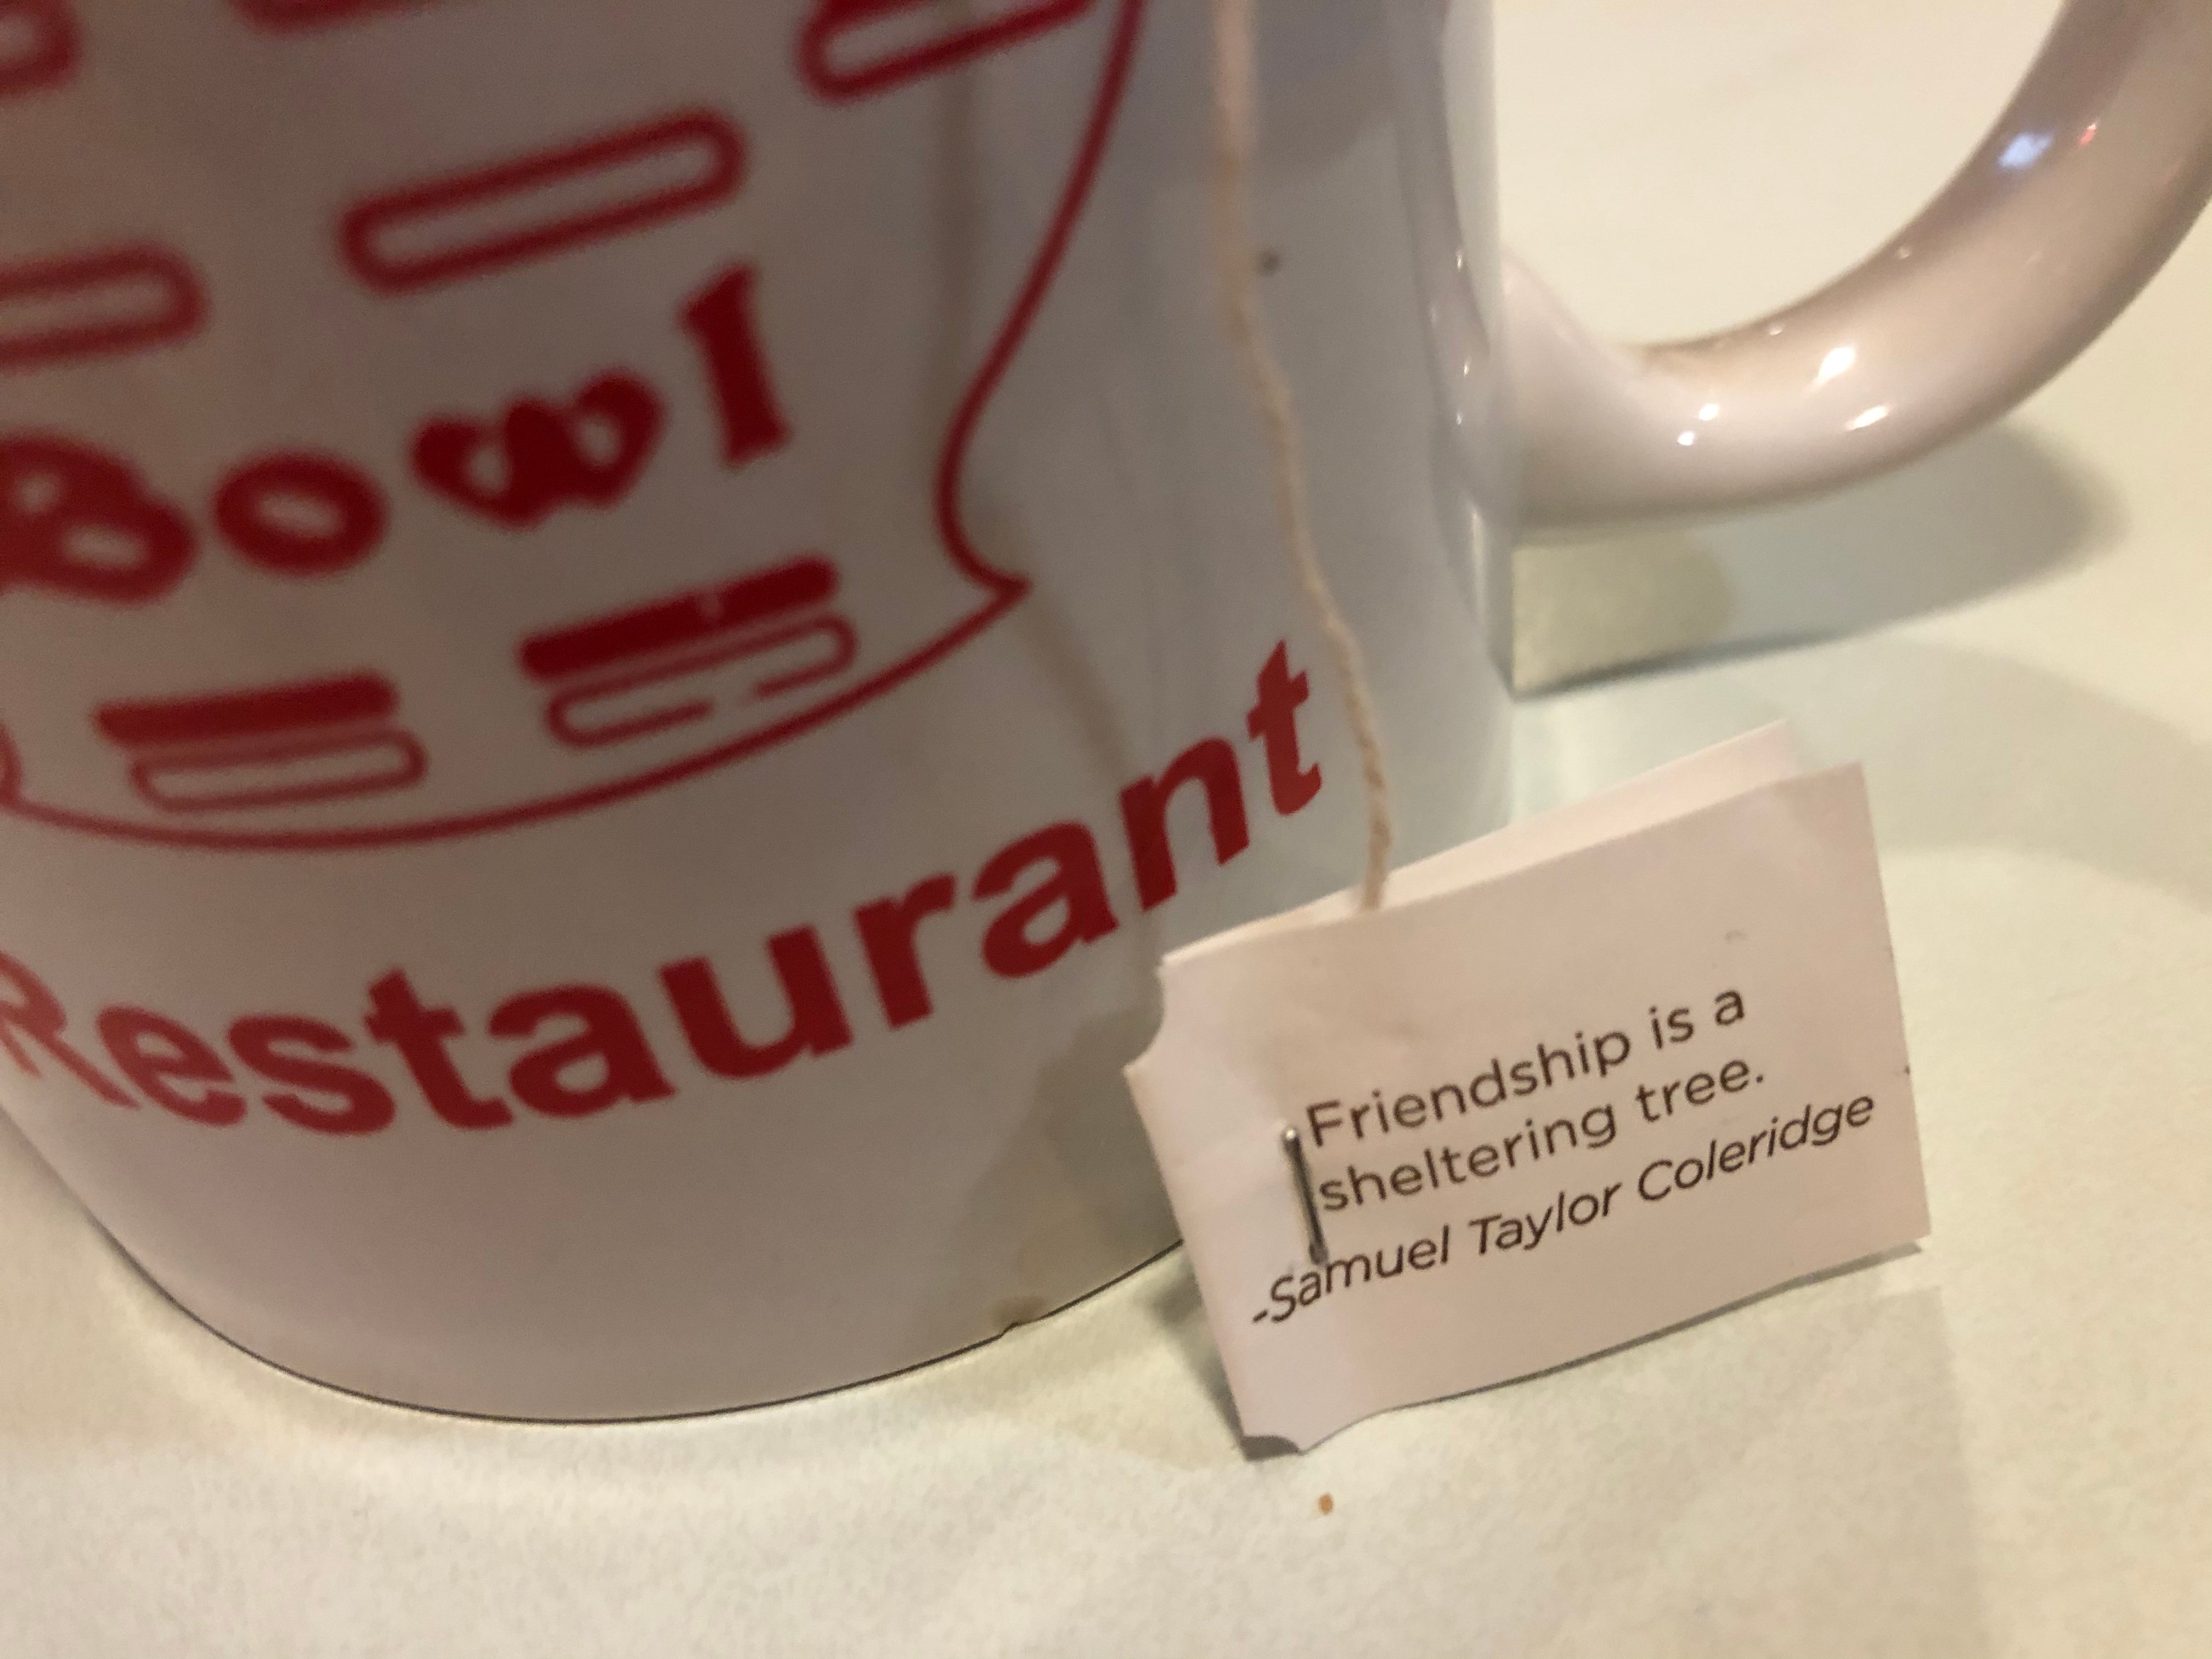 Bowl
Restaurant
Friendship is a
sheltering tree.
-Samuel Taylor Coleridge